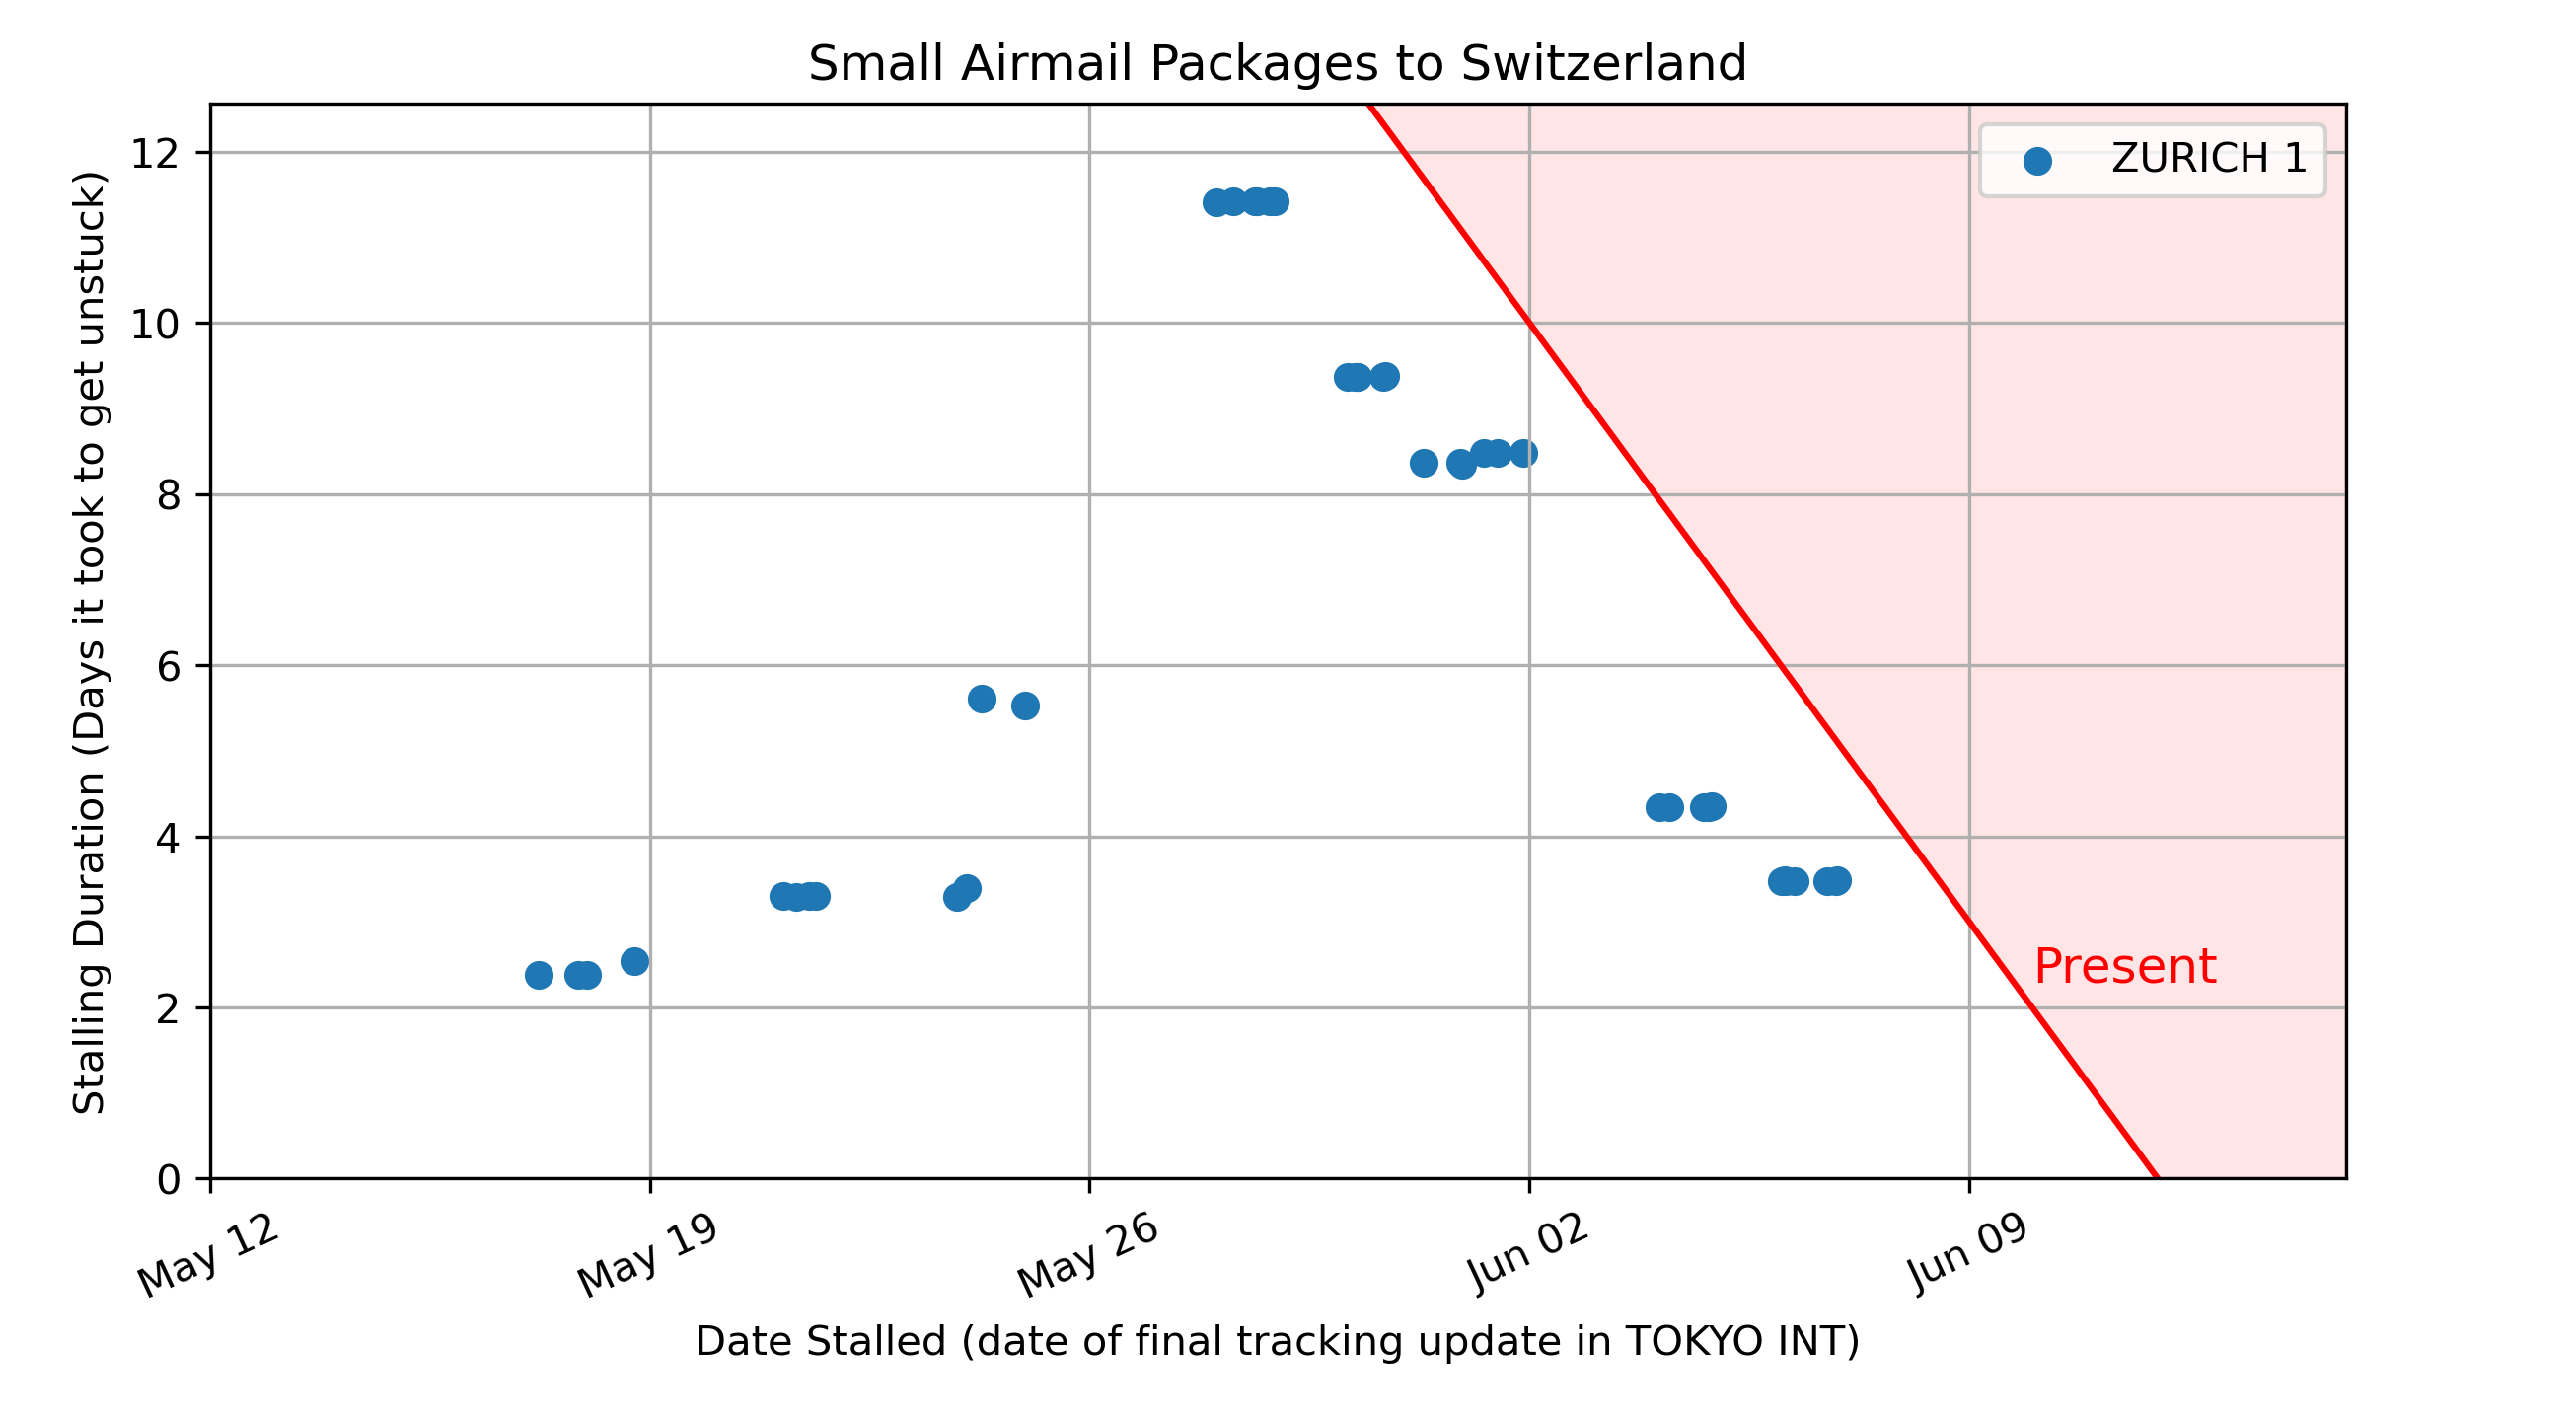 Small Airmail Packages to Switzerland
Stalling Duration (Days it took to get unstuck)
12
10
8
6
4
2
0
ZURICH 1
Present
May 12
May 19
May 26
Jun 02
Jun 09
Date Stalled (date of final tracking update in TOKYO INT)